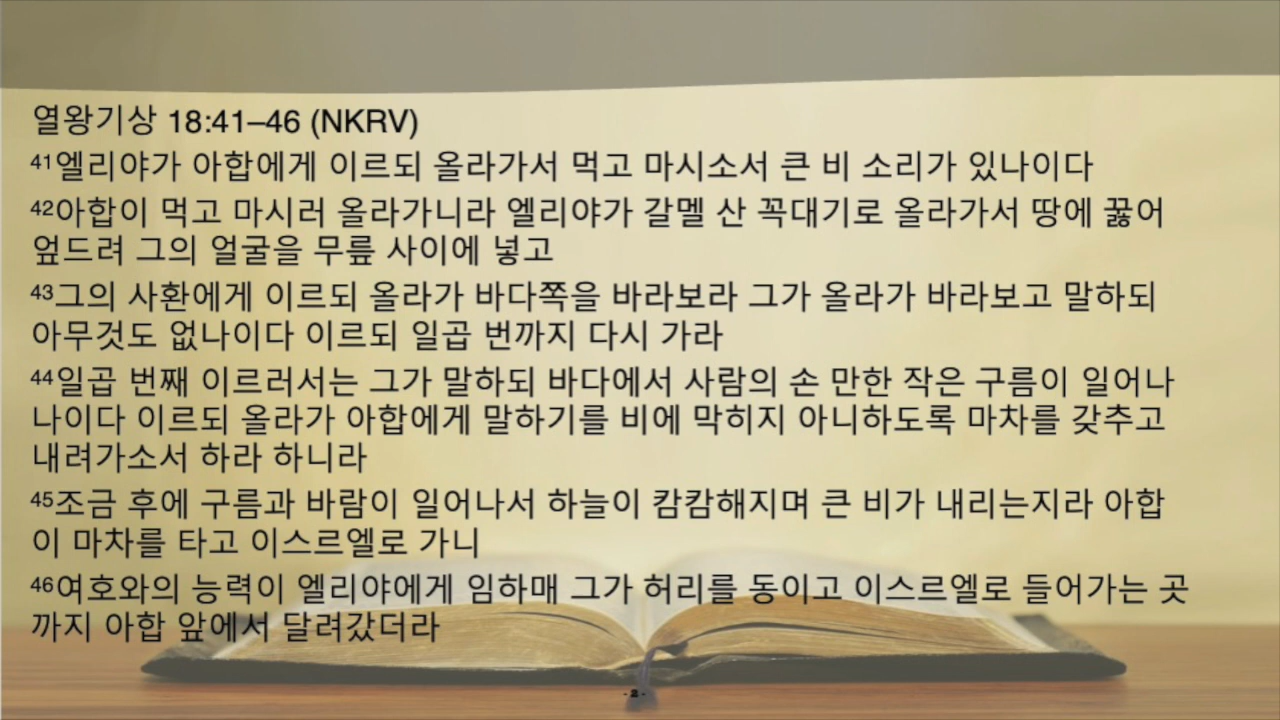 열왕기상 18:41–46 (NKRV)
41엘리야가 아합에게 이르되 올라가서 먹고 마시소서 큰 비 소리가 있나이다
42아합이 먹고 마시러 올라가니라 엘리야가 갈멜 산 꼭대기로 올라가서 땅에 꿇어
엎드려 그의 얼굴을 무릎 사이에 넣고
43그의 사환에게 이르되 올라가 바다쪽을 바라보라 그가 올라가 바라보고 말하되
아무것도 없나이다 이르되 일곱 번까지 다시 가라
44일곱 번째 이르러서는 그가 말하되 바다에서 사람의 손 만한 작은 구름이 일어나
나이다 이르되 올라가 아합에게 말하기를 비에 막히지 아니하도록 마차를 갖추고
내려가소서 하라 하니라
45조금 후에 구름과 바람이 일어나서 하늘이 캄캄해지며 큰 비가 내리는지라 아합
이 마차를 타고 이스르엘로 가니
46여호와의 능력이 엘리야에게 임하매 그가 허리를 동이고 이스르엘로 들어가는 곳
까지 아합 앞에서 달려갔더라
- 2 -